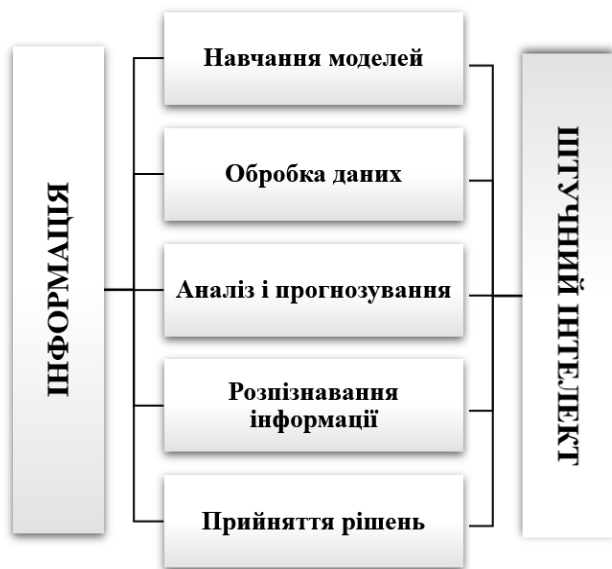 ІНФОРМАЦІЯ
Навчання моделей
Обробка даних
Аналіз і прогнозування
Розпізнавання
інформації
Прийняття рішень
ШТУЧНИЙ ІНТЕЛЕКТ